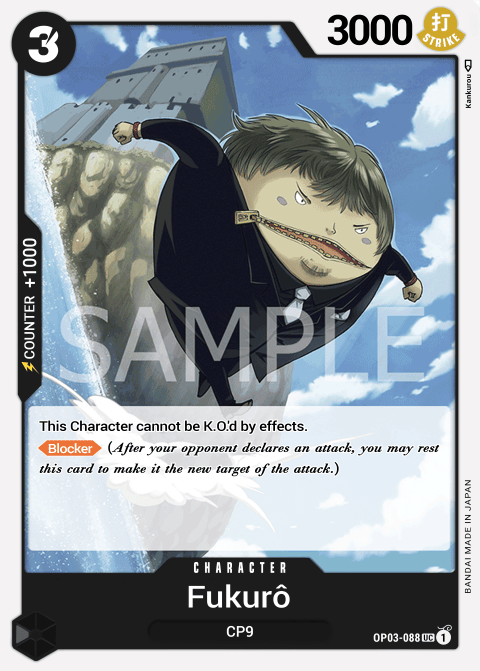 3
3000
打
STRIKE
Kankurou
COUNTER +1000
SAMPLE
This Character cannot be K.O.'d by effects.
Blocker (After your opponent declares an attack, you may rest
this card to make it the new target of the attack.)
BANDAI MADE IN JAPAN
CHARACTER
Fukurô
CP9
OP03-088 UC 1